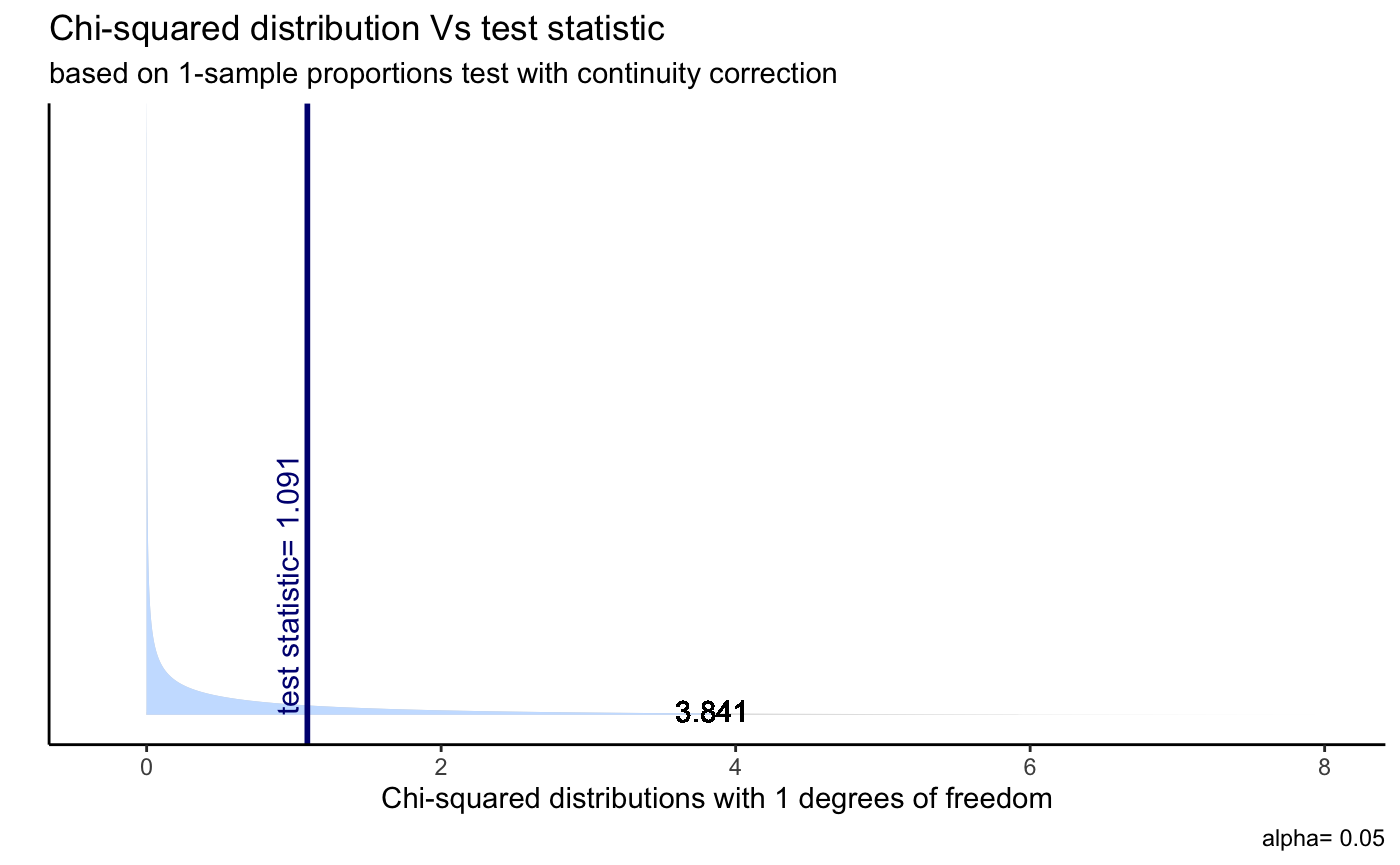 Chi-squared distribution Vs test statistic
based on 1-sample proportions test with continuity correction
test statistic= 1.091
3.841
0 2 4 6 8
Chi-squared distributions with 1 degrees of freedom
alpha= 0.05